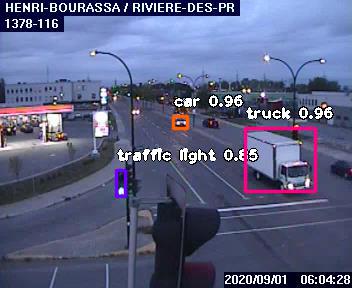 HENRI-BOURASSA / RIVIERE-DES-PR
1378-116
car 0.96
truck 0.96
traffic light 0.85
2020/09/01 06:04:28